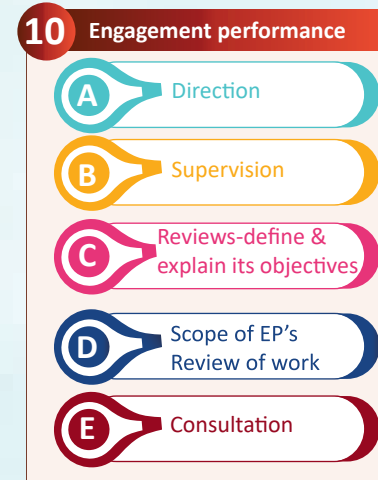 10 Engagement performance
A Direction
B Supervision
C Reviews-define &
explain its objectives
D Scope of EP's
Review of work
E Consultation